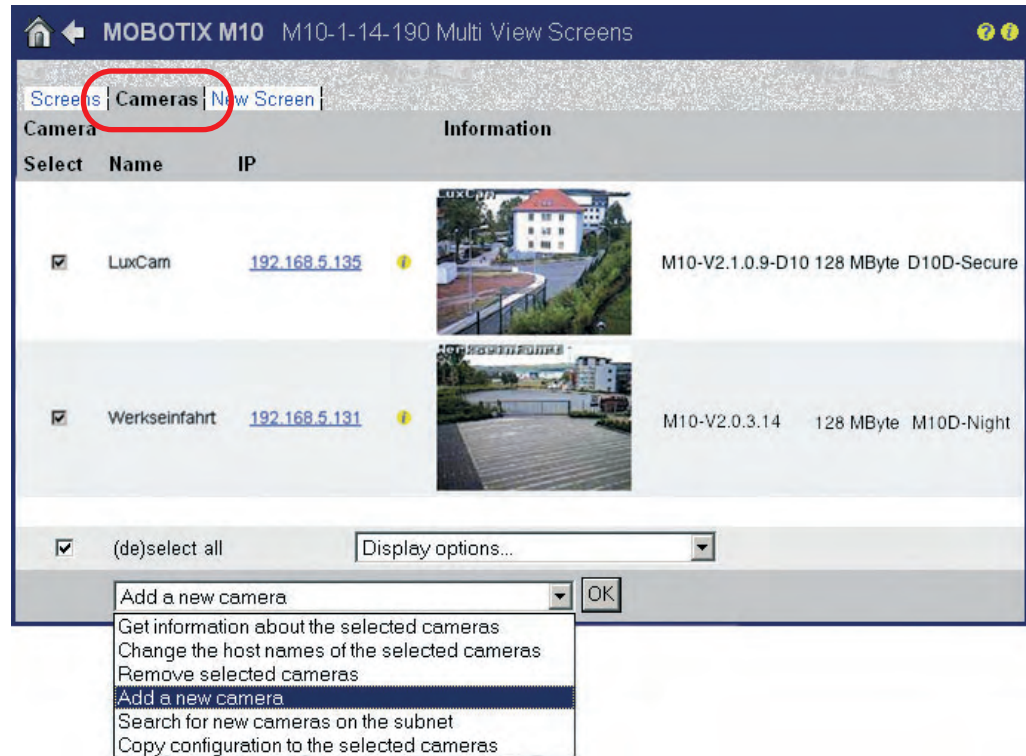 MOBOTIX M10 M10-1-14-190 Multi View Screens
Screens Cameras New Screen
Camera Information
Select Name IP
LuxCam
LuxCam 192.168.5.135 i M10-V2.1.0.9-D10 128 MByte D10D-Secure
Werkseinfahrt
Werkseinfahrt 192.168.5.131 i M10-V2.0.3.14 128 MByte M10D-Night
(de)select all Display options...
Add a new camera OK
Get information about the selected cameras
Change the host names of the selected cameras
Remove selected cameras
Add a new camera
Search for new cameras on the subnet
Copy configuration to the selected cameras